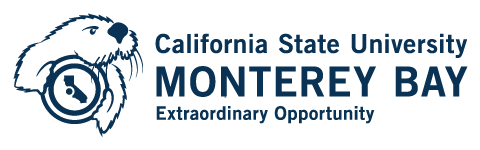 California State University
MONTEREY BAY
Extraordinary Opportunity